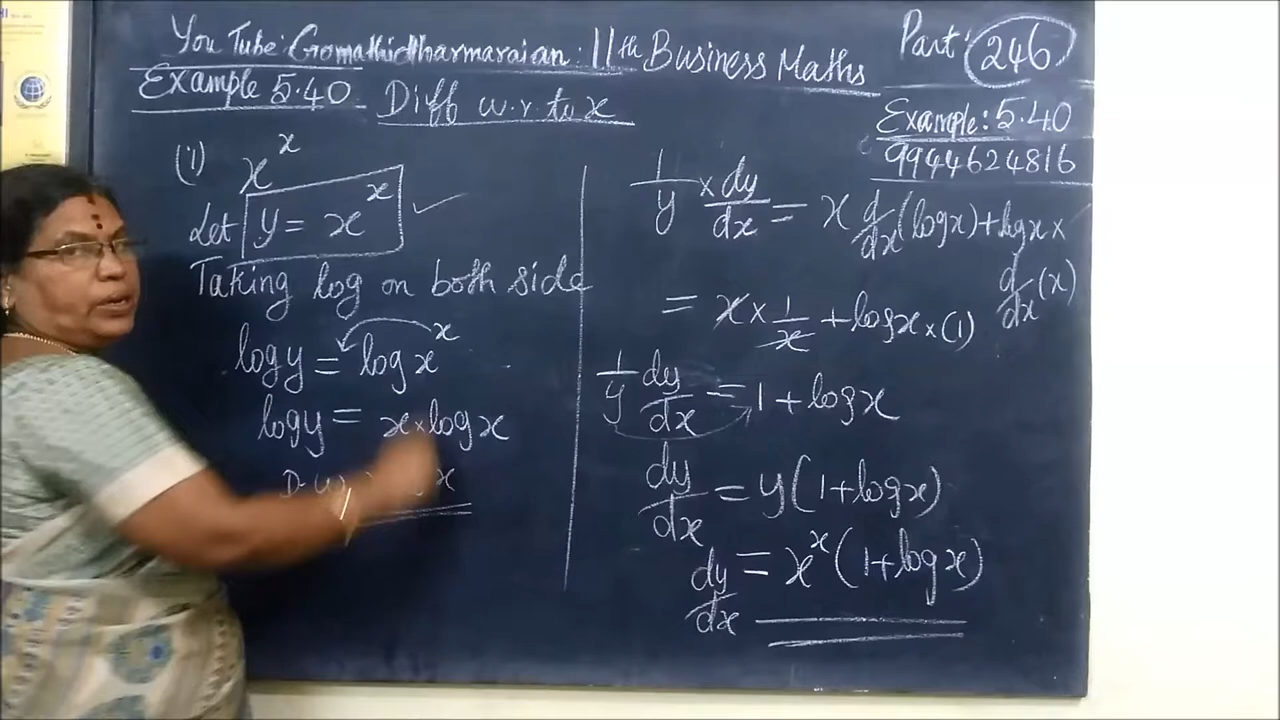 You Tube: Gomathidharmaraian: 11th Business Maths
Part: 246
Example 5.40
Diff w.r.to x
Example: 5.40
9944624816
(i) x^x
Let y = x^x ✓
Taking log on both side
log y = log x^x
log y = x × log x
1/y × dy/dx = x d/dx (log x) + log x ×
d/dx (x)
= x × 1/x + log x × (1)
1/y dy/dx = 1 + log x
dy/dx = y(1+log x)
dy/dx = x^x (1+log x)